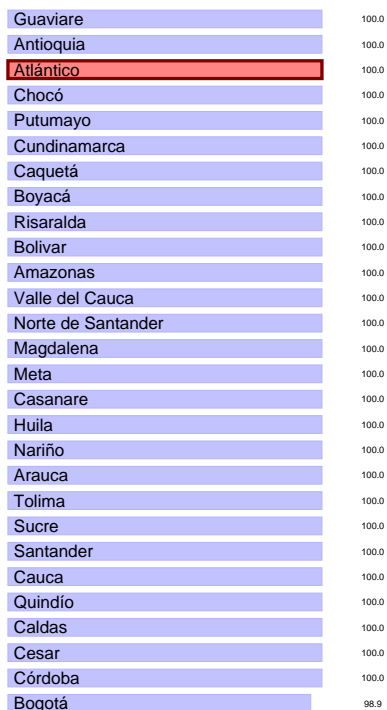 Guaviare 100.0
Antioquia 100.0
Atlántico 100.0
Chocó 100.0
Putumayo 100.0
Cundinamarca 100.0
Caquetá 100.0
Boyacá 100.0
Risaralda 100.0
Bolivar 100.0
Amazonas 100.0
Valle del Cauca 100.0
Norte de Santander 100.0
Magdalena 100.0
Meta 100.0
Casanare 100.0
Huila 100.0
Nariño 100.0
Arauca 100.0
Tolima 100.0
Sucre 100.0
Santander 100.0
Cauca 100.0
Quindío 100.0
Caldas 100.0
Cesar 100.0
Córdoba 100.0
Bogotá 98.9